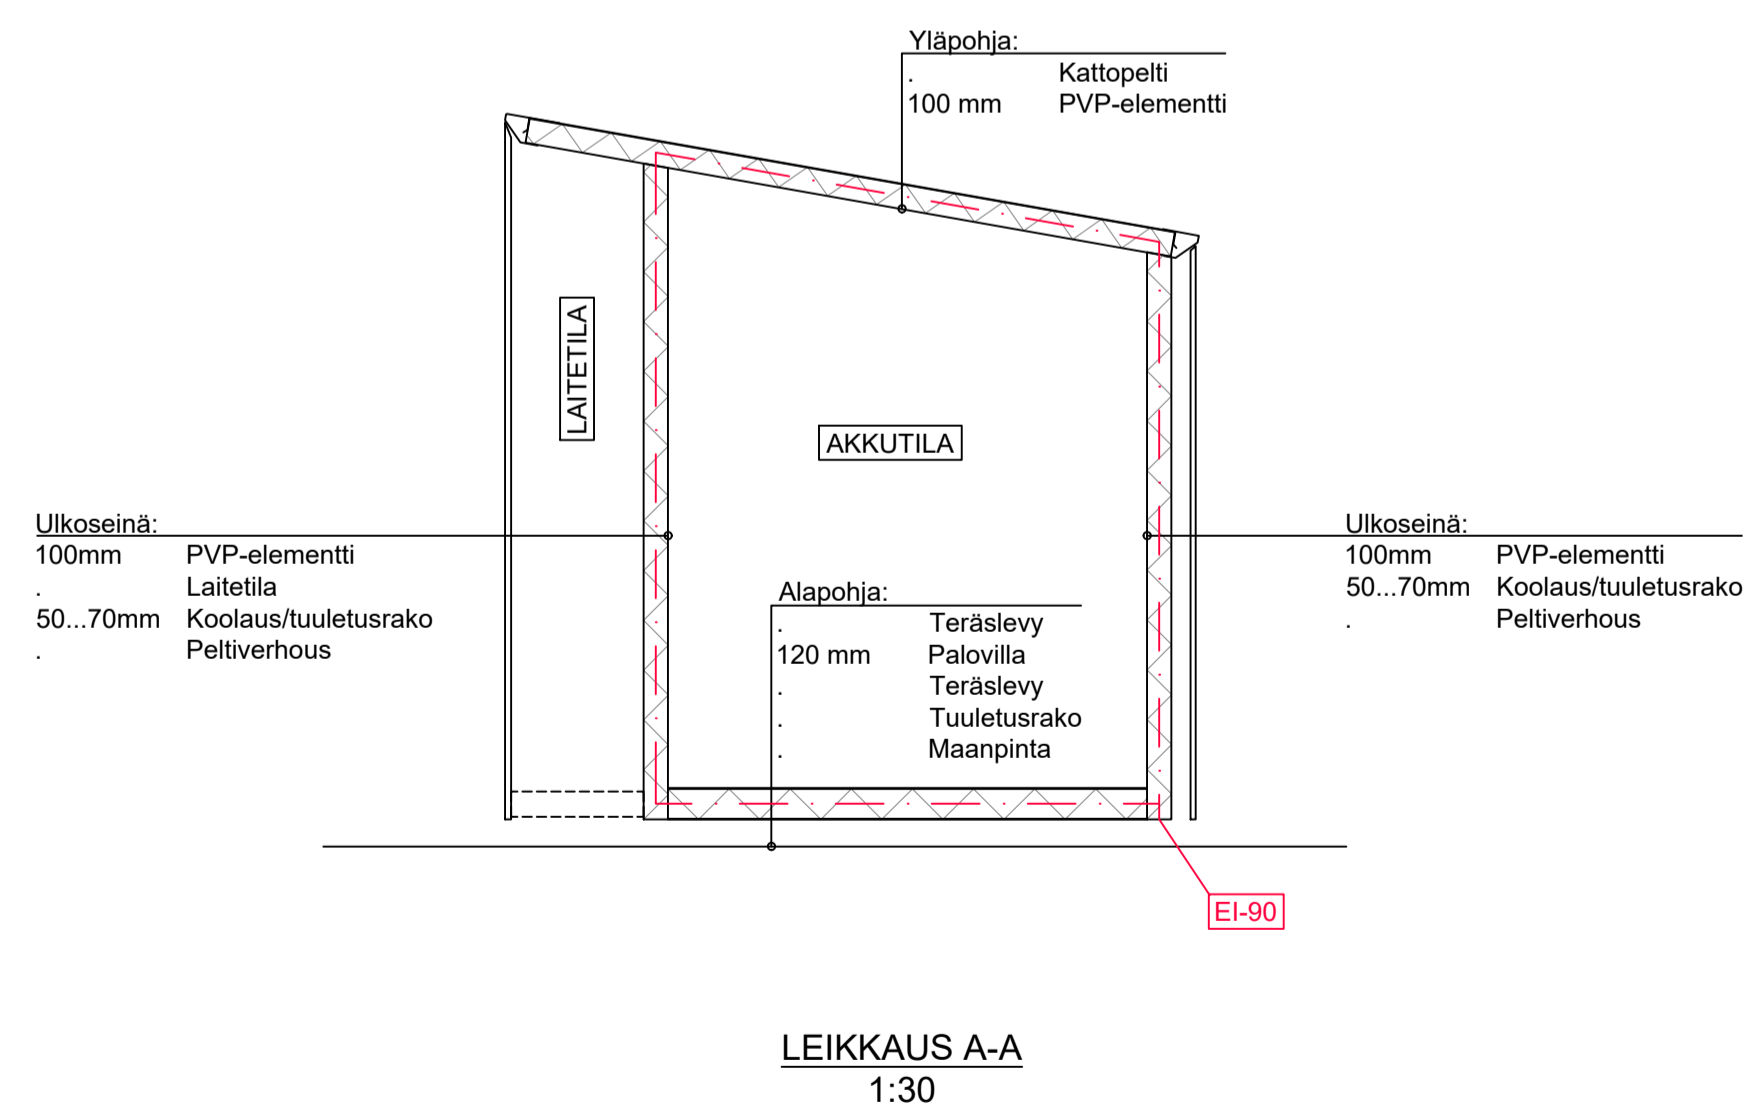 Yläpohja:
. Kattopelti
100 mm PVP-elementti
LAITETILA
AKKUTILA
Ulkoseinä:
100mm PVP-elementti
. Laitetila
50...70mm Koolaus/tuuletusrako
. Peltiverhous
Alapohja:
. Teräslevy
120 mm Palovilla
. Teräslevy
. Tuuletusrako
. Maanpinta
Ulkoseinä:
100mm PVP-elementti
50...70mm Koolaus/tuuletusrako
. Peltiverhous
EI-90
LEIKKAUS A-A
1:30